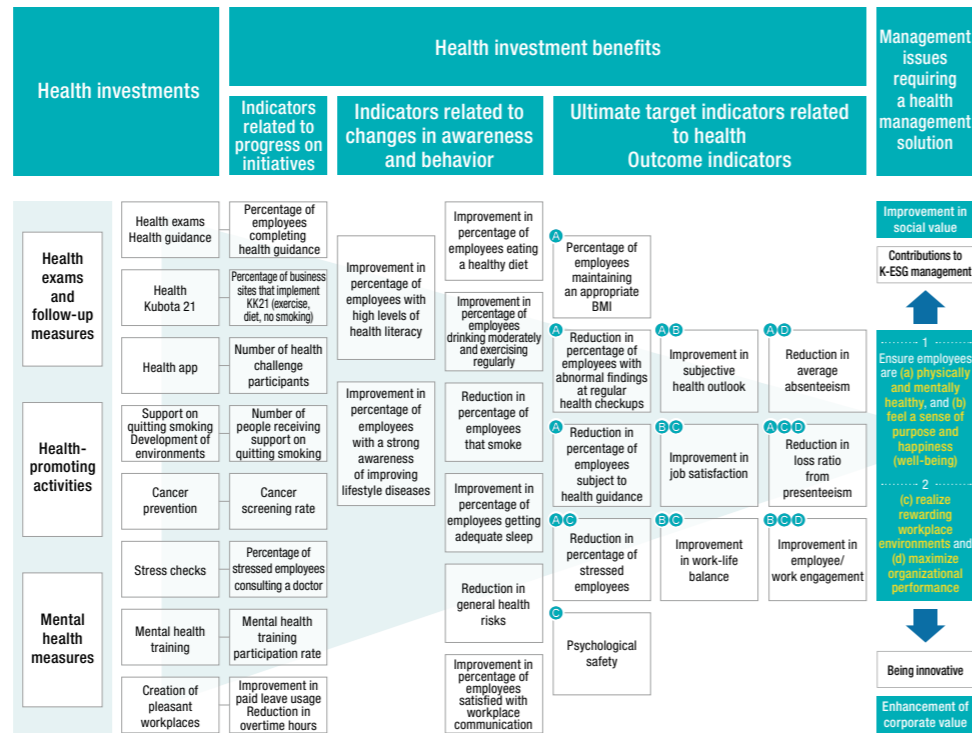 Health investments
Health investment benefits
Management
issues
requiring
a health
management
solution
Indicators
related to
progress on
initiatives
Indicators related to
changes in awareness
and behavior
Ultimate target indicators related
to health
Outcome indicators
Health
exams
and
follow-up
measures
Health-
promoting
activities
Mental
health
measures
Health exams
Health guidance
Health
Kubota 21
Health app
Support on
quitting smoking
Development of
environments
Cancer
prevention
Stress checks
Mental health
training
Creation of
pleasant
workplaces
Percentage of
employees
completing
health guidance
Percentage of business
sites that implement
KK21 (exercise,
diet, no smoking)
Number of health
challenge
participants
Number of
people receiving
support on
quitting smoking
Cancer
screening rate
Percentage of
stressed employees
consulting a doctor
Mental health
training
participation rate
Improvement in
paid leave usage
Reduction in
overtime hours
Improvement in
percentage of
employees with
high levels of
health literacy
Improvement in
percentage of
employees
with a strong
awareness
of improving
lifestyle diseases
Improvement in
percentage of
employees eating
a healthy diet
Improvement in
percentage of
employees
drinking moderately
and exercising
regularly
Reduction in
percentage of
employees
that smoke
Improvement in
percentage of
employees getting
adequate sleep
Reduction in
general health
risks
Improvement in
percentage of
employees
satisfied with
workplace
communication
A
Percentage of
employees
maintaining
an appropriate
BMI
A
Reduction in
percentage of
employees with
abnormal findings
at regular
health checkups
A B
Improvement in
subjective
health outlook
A D
Reduction in
average
absenteeism
A
Reduction in
percentage of
employees
subject to
health guidance
B C
Improvement in
job satisfaction
A C D
Reduction in
loss ratio
from
presenteeism
A C
Reduction in
percentage of
stressed
employees
B C
Improvement
in work-life
balance
B C D
Improvement in
employee/
work engagement
C
Psychological
safety
Improvement in
social value
Contributions to
K-ESG management
1
Ensure employees
are (a) physically
and mentally
healthy, and (b)
feel a sense of
purpose and
happiness
(well-being)
2
(c) realize
rewarding
workplace
environments and
(d) maximize
organizational
performance
Being innovative
Enhancement of
corporate value